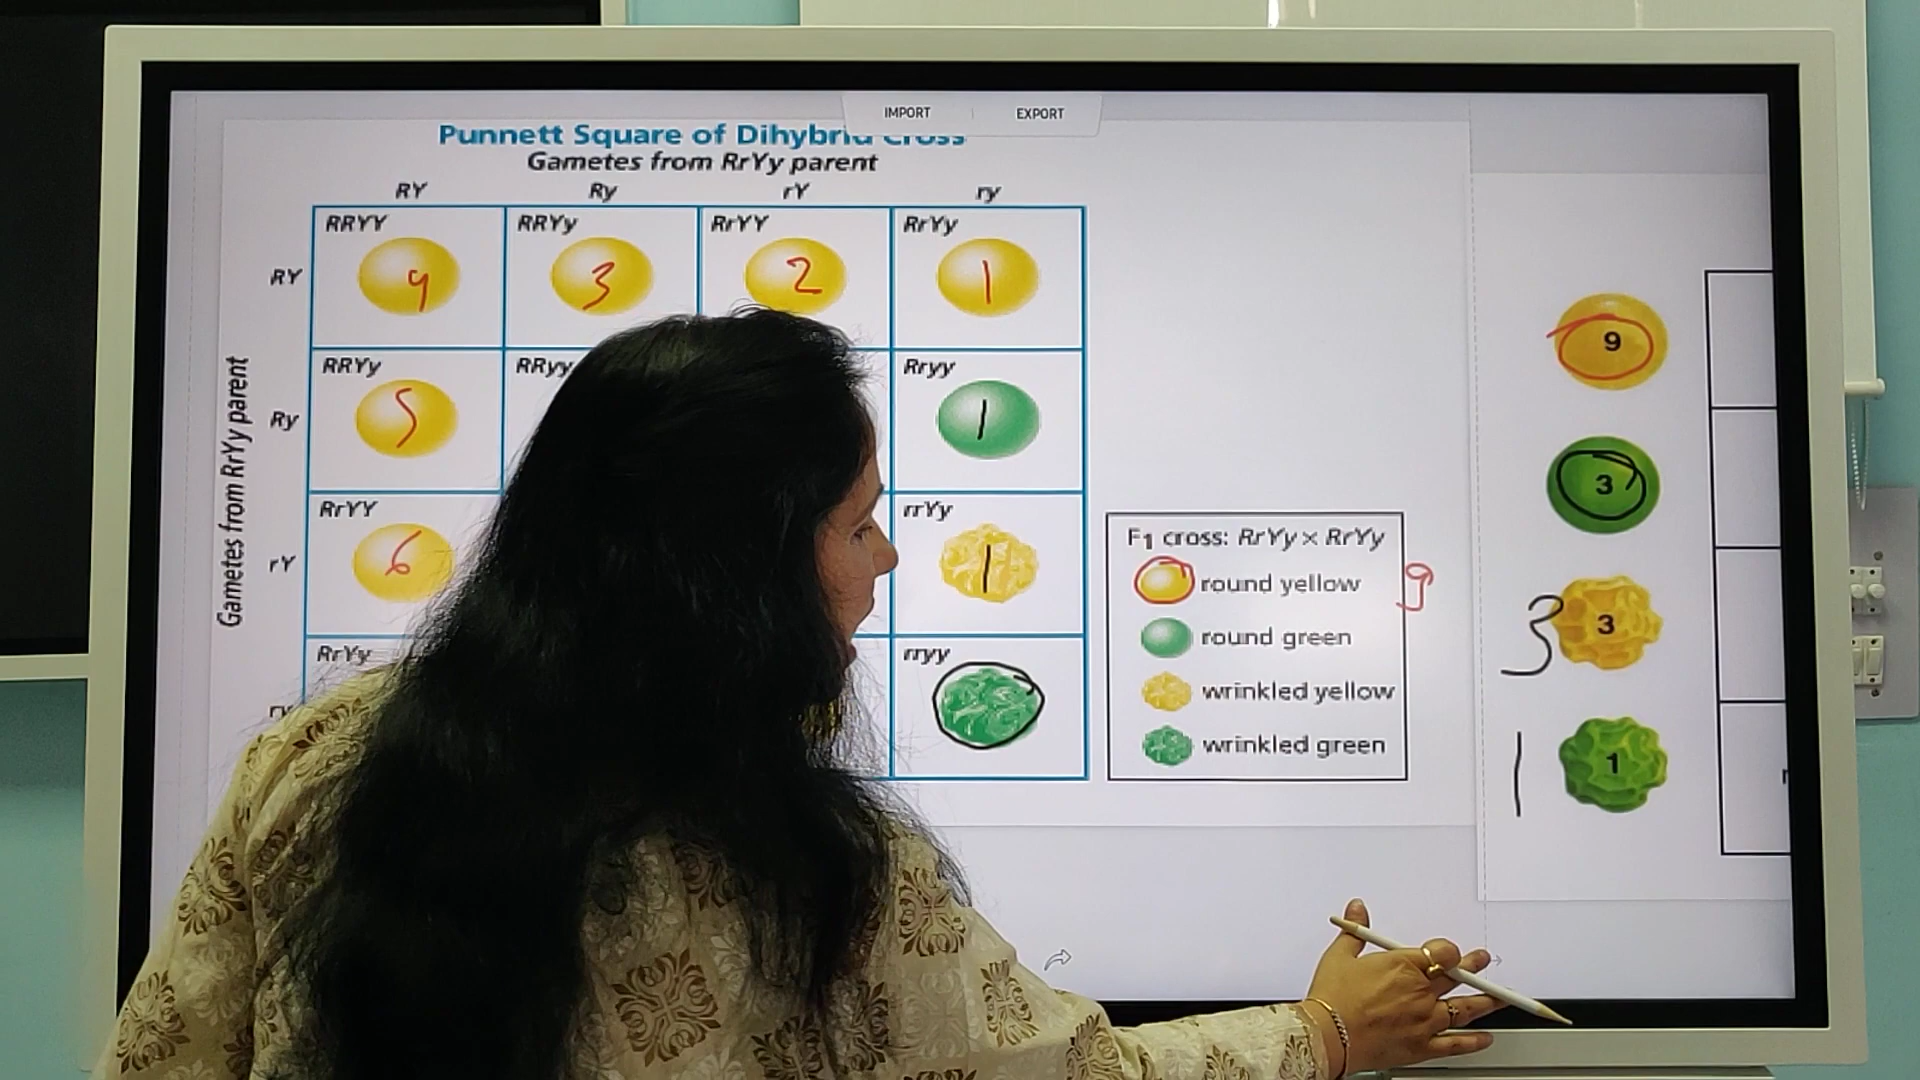 IMPORT
EXPORT
Punnett Square of Dihybrid Cross
Gametes from RrYy parent
RY Ry rY ry
RY
RRYY RRYy RrYY RrYy
4 3 2 1
Ry
RRYy RRyy Rryy
5 1
rY
RrYY rrYy
6 1
RrYy rryy
Gametes from RrYy parent
F1 cross: RrYy × RrYy
round yellow 9
round green
wrinkled yellow
wrinkled green
9
3
3 3
1 1